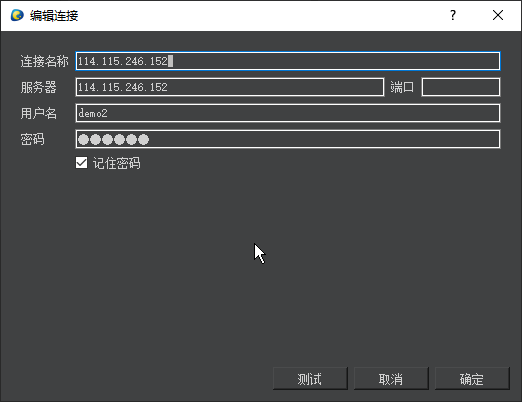 编辑连接
连接名称 114.115.246.152
服务器 114.115.246.152 端口
用户名 demo2
密码 ●●●●●●
记住密码
测试 取消 确定